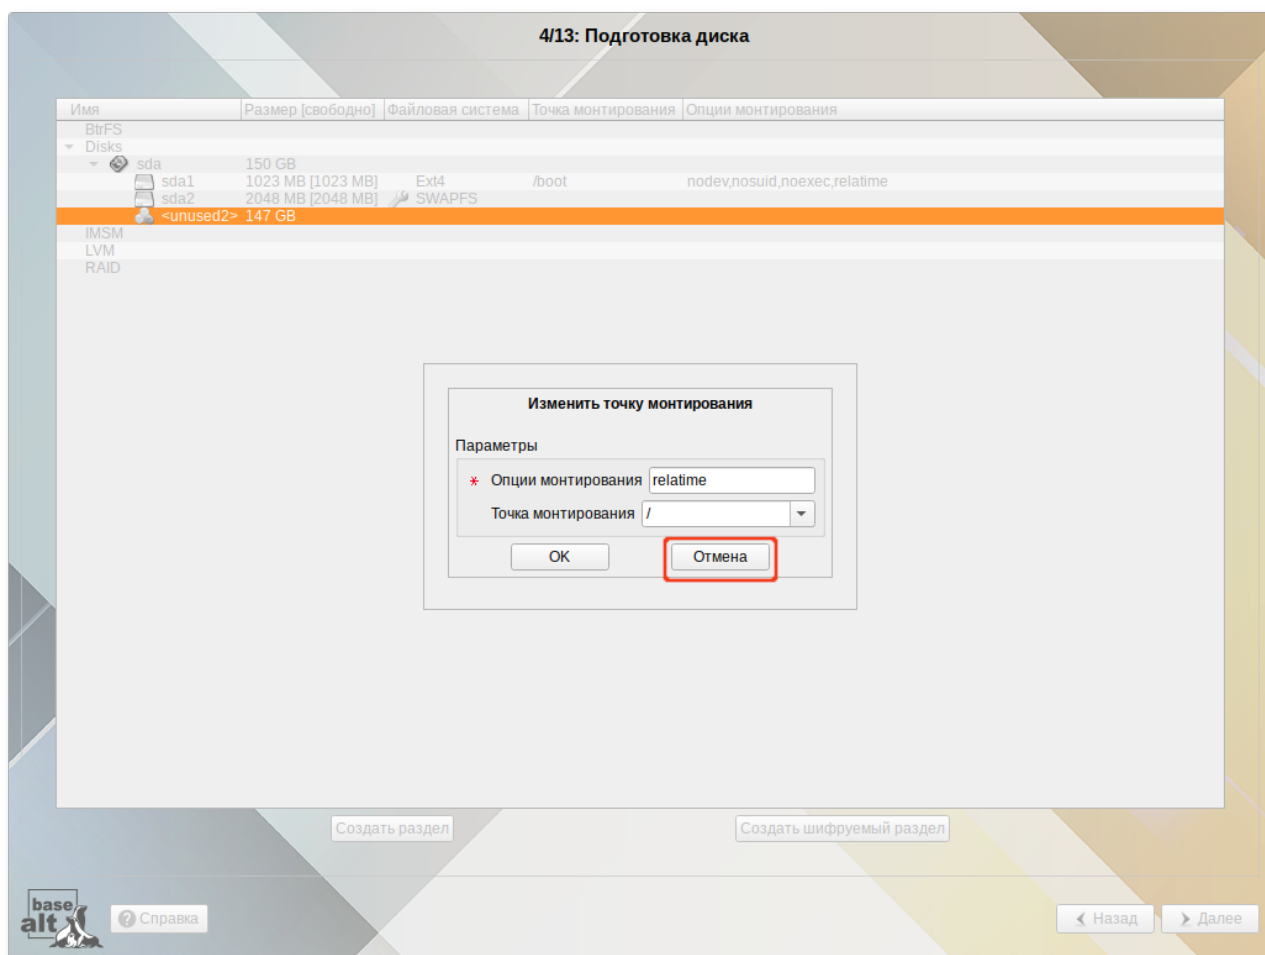 4/13: Подготовка диска
Имя Размер [свободно] Файловая система Точка монтирования Опции монтирования
BtrFS
Disks
sda 150 GB
sda1 1023 MB [1023 MB] Ext4 /boot nodev,nosuid,noexec,relatime
sda2 2048 MB [2048 MB] SWAPFS
<unused2> 147 GB
IMSM
LVM
RAID
Изменить точку монтирования
Параметры
* Опции монтирования relatime
Точка монтирования /
OK Отмена
Создать раздел Создать шифруемый раздел
base
alt
Справка Назад Далее